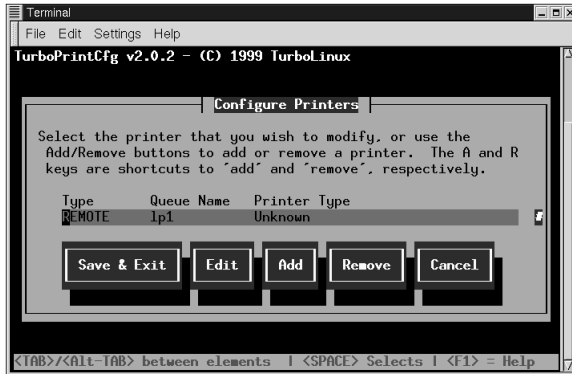 Terminal
File Edit Settings Help
TurboPrintCfg v2.0.2 - (C) 1999 TurboLinux
Configure Printers
Select the printer that you wish to modify, or use the
Add/Remove buttons to add or remove a printer. The A and R
keys are shortcuts to ´add´ and ´remove´, respectively.
Type Queue Name Printer Type
REMOTE lp1 Unknown #
Save & Exit Edit Add Remove Cancel
<TAB>/<Alt-TAB> between elements | <SPACE> Selects | <F1> = Help